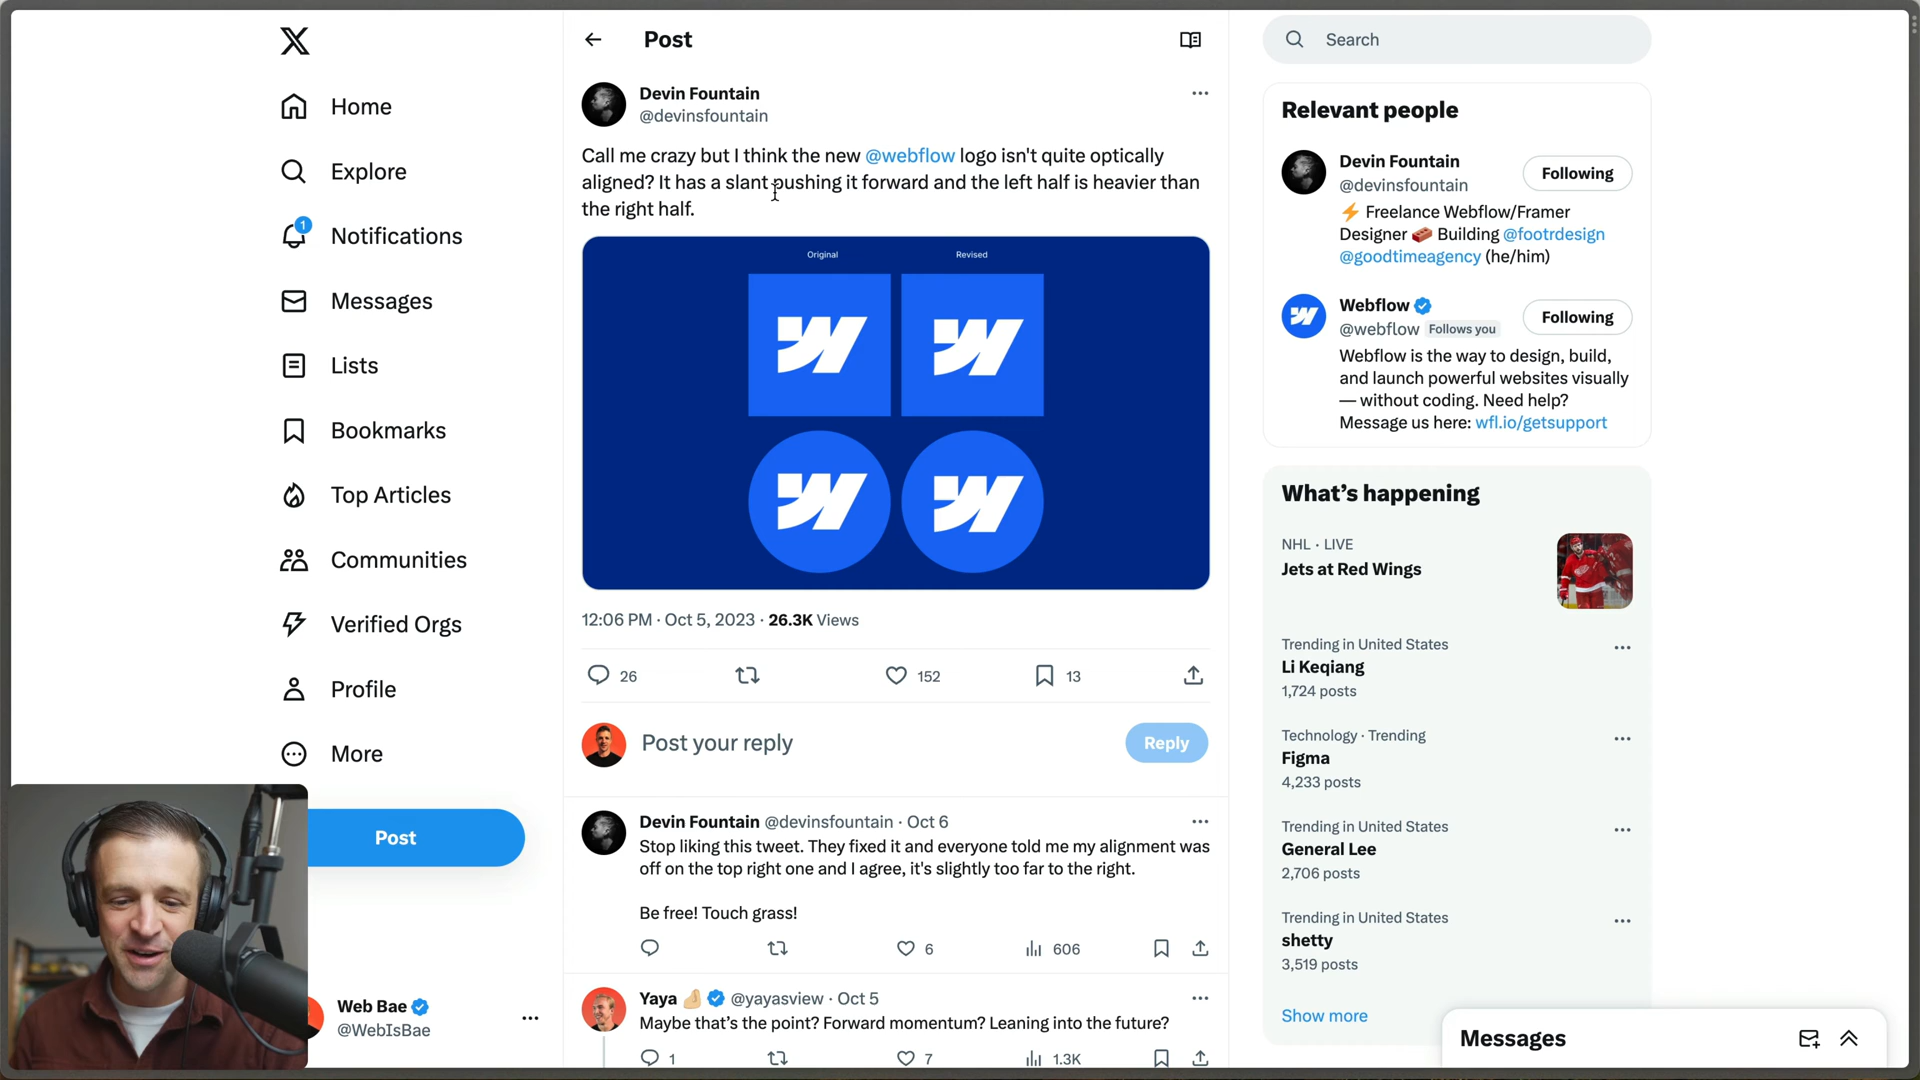 Home
Explore
1
Notifications
Messages
Lists
Bookmarks
Top Articles
Communities
Verified Orgs
Profile
More
Post
Web Bae
@WebIsBae
Post
Devin Fountain
@devinsfountain
Call me crazy but I think the new @webflow logo isn't quite optically
aligned? It has a slant pushing it forward and the left half is heavier than
the right half.
Original
Revised
12:06 PM · Oct 5, 2023 · 26.3K Views
26
152
13
Post your reply
Reply
Devin Fountain @devinsfountain · Oct 6
Stop liking this tweet. They fixed it and everyone told me my alignment was
off on the top right one and I agree, it's slightly too far to the right.
Be free! Touch grass!
6
606
Yaya @yayasview · Oct 5
Maybe that's the point? Forward momentum? Leaning into the future?
1
7
1.3K
Search
Relevant people
Devin Fountain
@devinsfountain
Following
⚡ Freelance Webflow/Framer
Designer 🧱 Building @footrdesign
@goodtimeagency (he/him)
Webflow
@webflow Follows you
Following
Webflow is the way to design, build,
and launch powerful websites visually
— without coding. Need help?
Message us here: wfl.io/getsupport
What's happening
NHL · LIVE
Jets at Red Wings
Trending in United States
Li Keqiang
1,724 posts
Technology · Trending
Figma
4,233 posts
Trending in United States
General Lee
2,706 posts
Trending in United States
shetty
3,519 posts
Show more
Messages